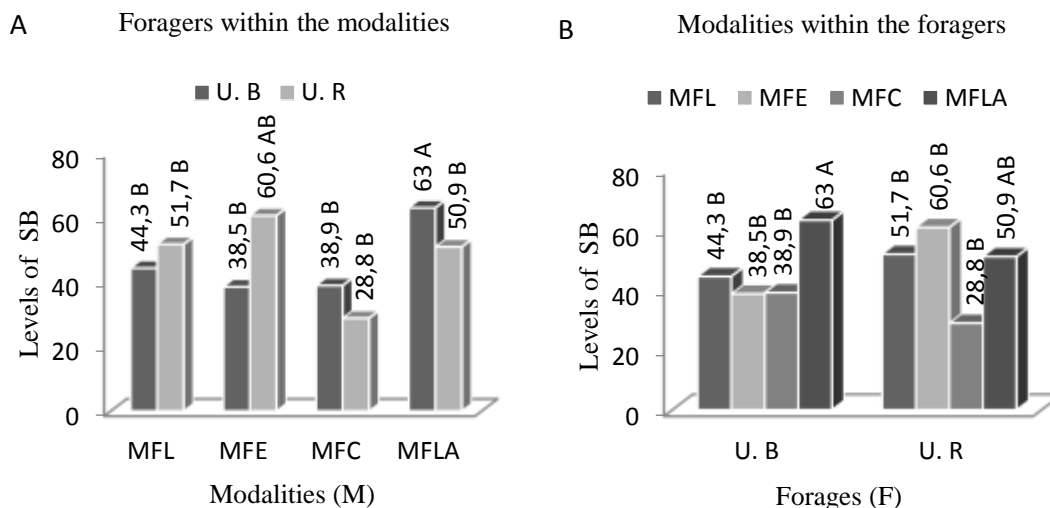 A
Foragers within the modalities
U. B U. R
Levels of SB
80
60
40
20
0
44,3 B
51,7 B
38,5 B
60,6 AB
38,9 B
28,8 B
63 A
50,9 B
MFL MFE MFC MFLA
Modalities (M)
B
Modalities within the foragers
MFL MFE MFC MFLA
Levels of SB
80
60
40
20
0
44,3 B
38,5B
38,9 B
63 A
51,7 B
60,6 B
28,8 B
50,9 AB
U. B U. R
Forages (F)